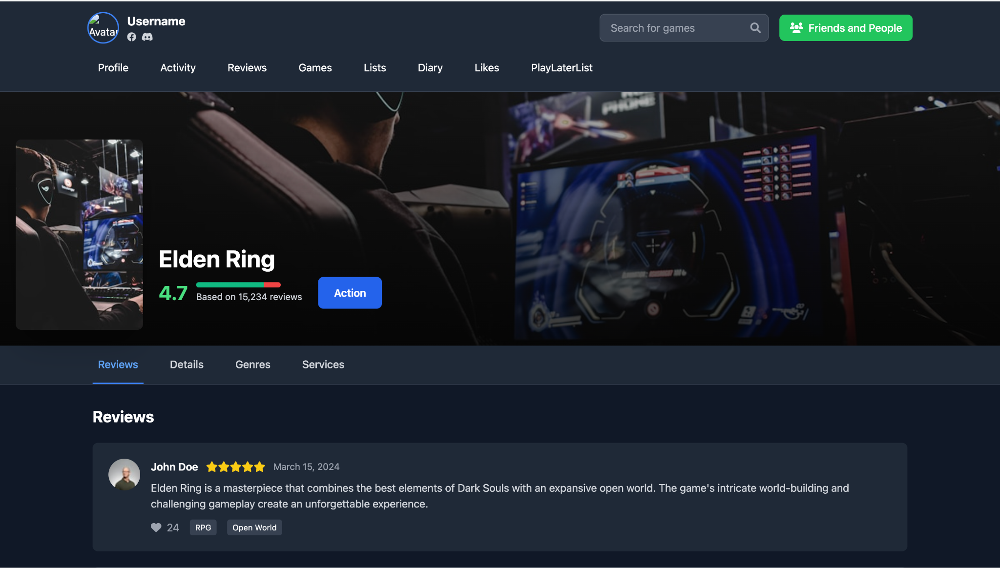 Avatar
Username
Search for games
Friends and People
Profile
Activity
Reviews
Games
Lists
Diary
Likes
PlayLaterList
PHONE
Elden Ring
4.7
Based on 15,234 reviews
Action
Reviews
Details
Genres
Services
Reviews
John Doe
March 15, 2024
Elden Ring is a masterpiece that combines the best elements of Dark Souls with an expansive open world. The game's intricate world-building and
challenging gameplay create an unforgettable experience.
24
RPG
Open World